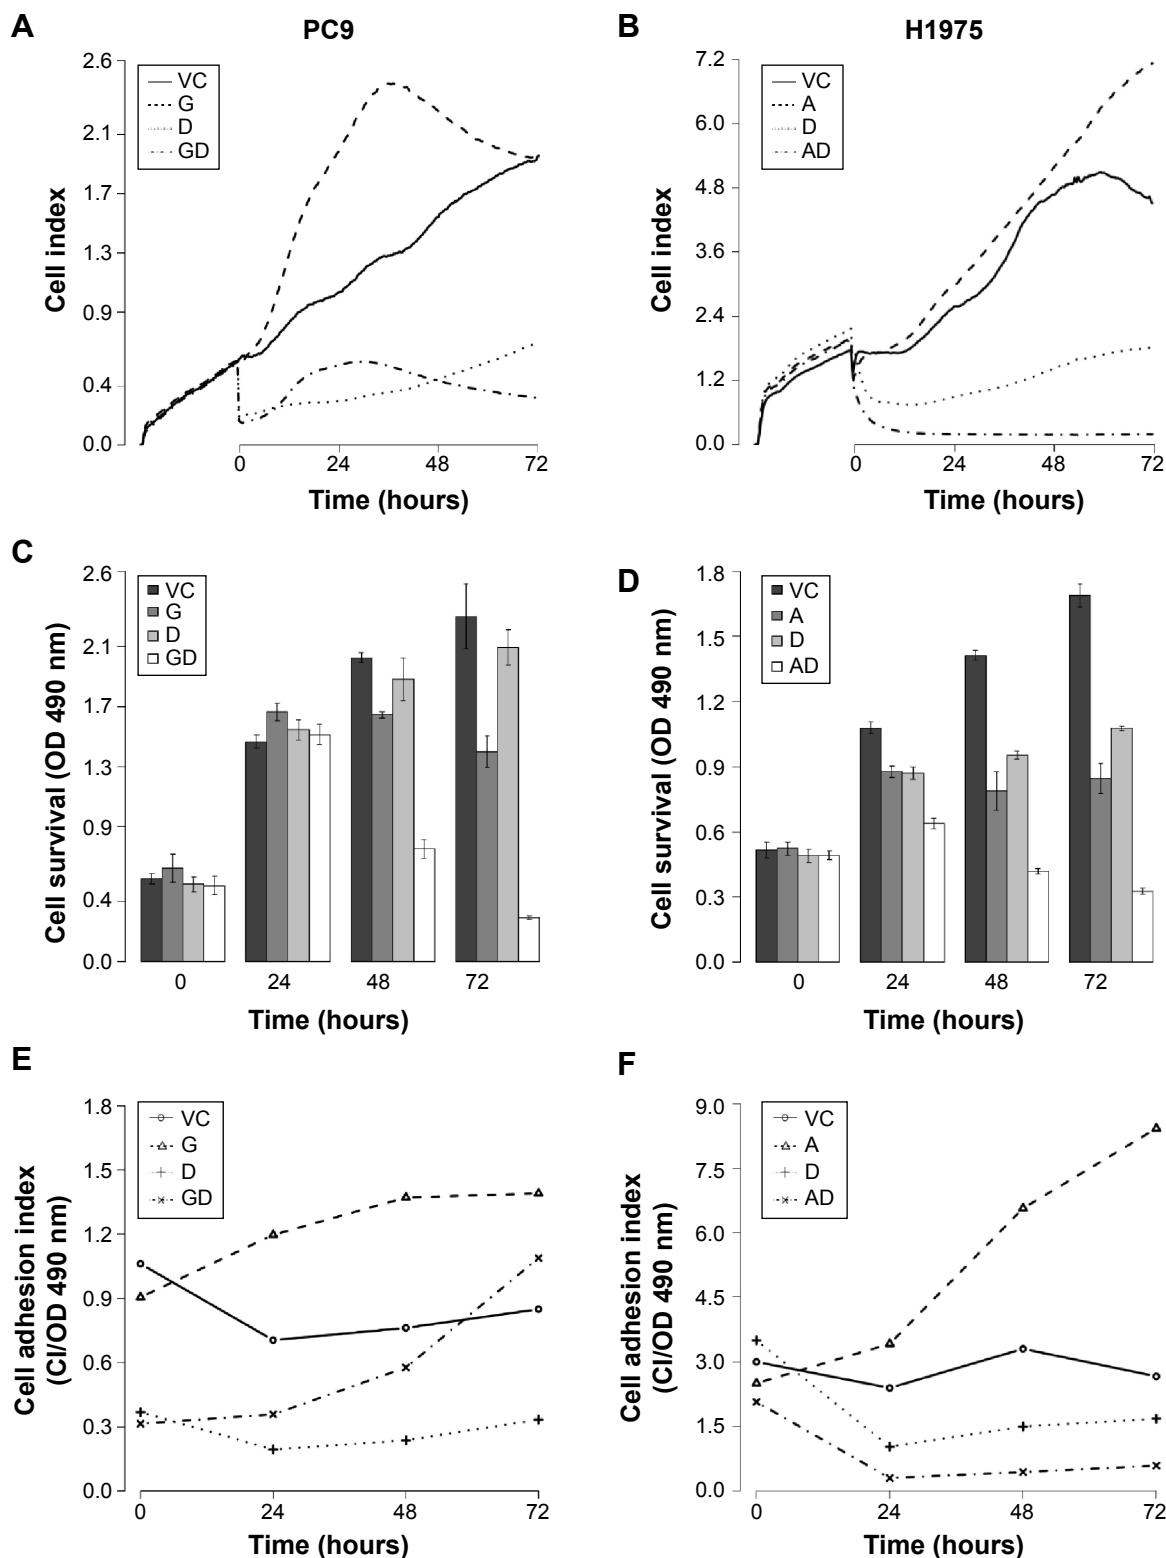 A
PC9
2.6
2.1
1.7
1.3
0.9
0.4
0.0
Cell index
VC
G
D
GD
0
24
48
72
Time (hours)
B
H1975
7.2
6.0
4.8
3.6
2.4
1.2
0.0
Cell index
VC
A
D
AD
0
24
48
72
Time (hours)
C
2.6
2.1
1.7
1.3
0.9
0.4
0.0
Cell survival (OD 490 nm)
VC
G
D
GD
0
24
48
72
Time (hours)
D
1.8
1.5
1.2
0.9
0.6
0.3
0.0
Cell survival (OD 490 nm)
VC
A
D
AD
0
24
48
72
Time (hours)
E
1.8
1.5
1.2
0.9
0.6
0.3
0.0
Cell adhesion index
(CI/OD 490 nm)
VC
G
D
GD
0
24
48
72
Time (hours)
F
9.0
7.5
6.0
4.5
3.0
1.5
0.0
Cell adhesion index
(CI/OD 490 nm)
VC
A
D
AD
0
24
48
72
Time (hours)